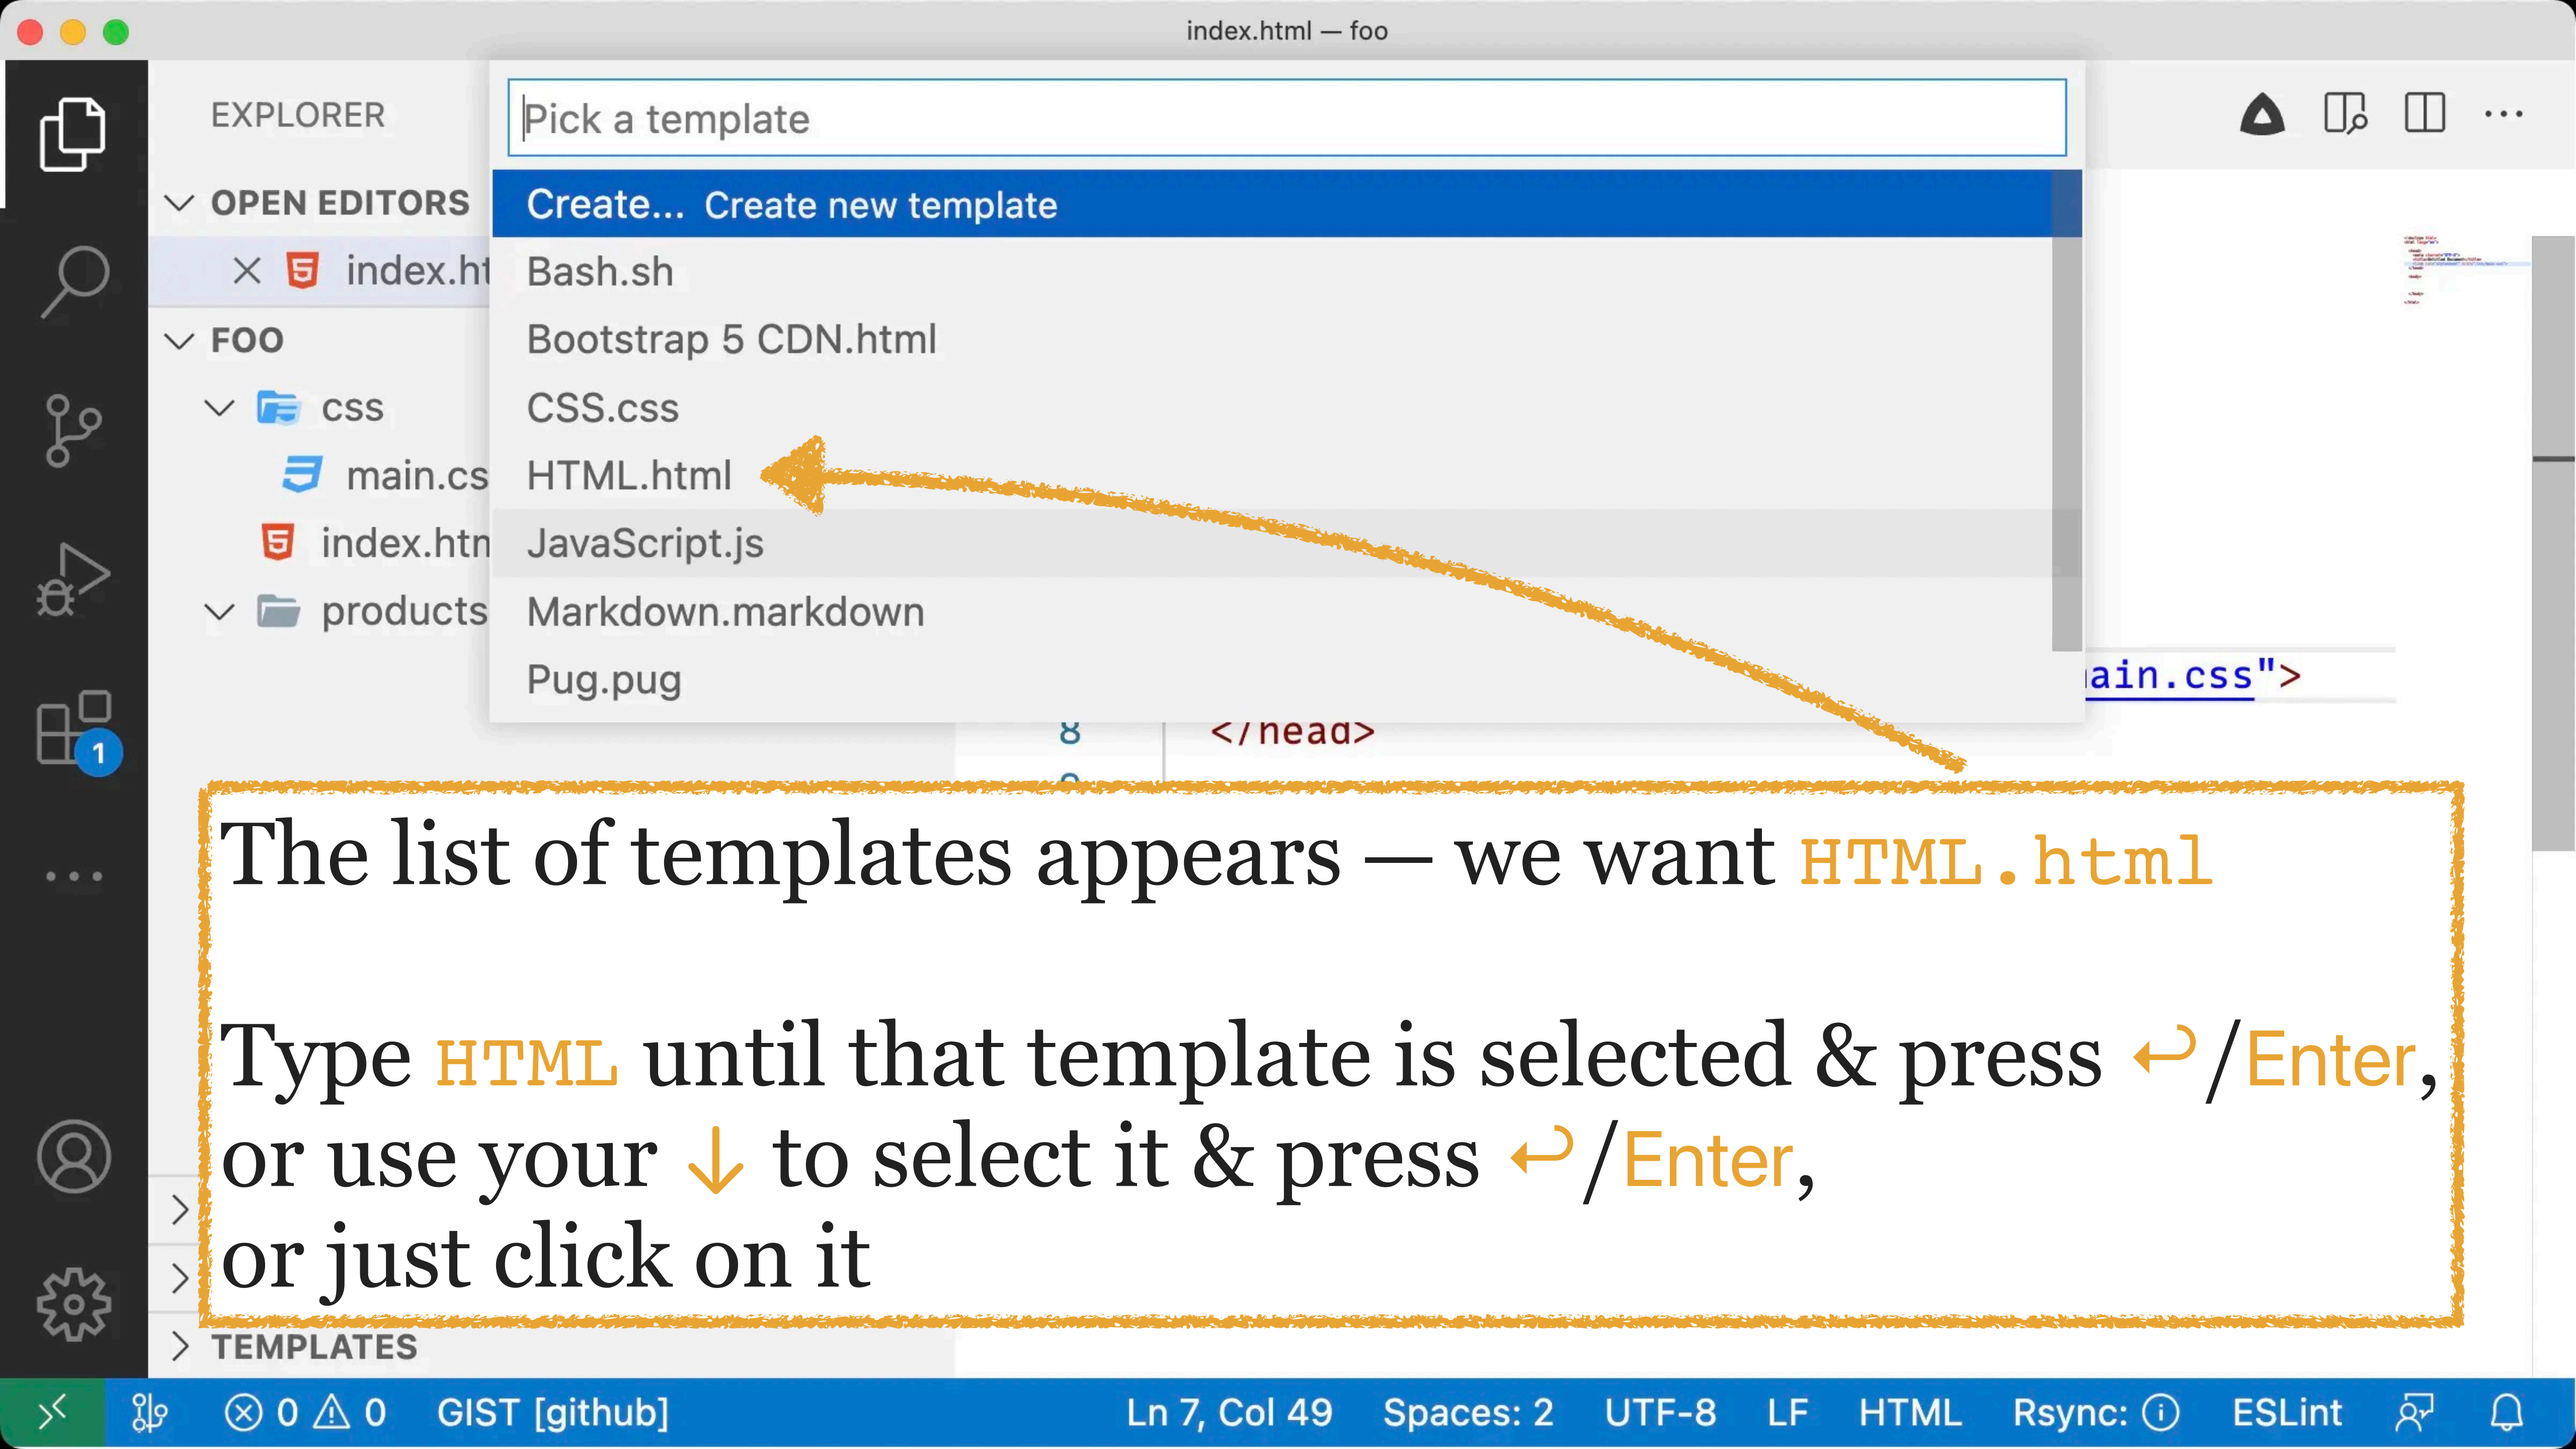 index.html — foo
EXPLORER
Pick a template
OPEN EDITORS
Create... Create new template
index.ht
Bash.sh
FOO
Bootstrap 5 CDN.html
css
CSS.css
main.cs
HTML.html
index.htn
JavaScript.js
products
Markdown.markdown
Pug.pug
ain.css">
8 </head>
1
The list of templates appears — we want HTML.html
Type HTML until that template is selected & press ↩/Enter,
or use your ↓ to select it & press ↩/Enter,
or just click on it
TEMPLATES
0 0 GIST [github] Ln 7, Col 49 Spaces: 2 UTF-8 LF HTML Rsync: ESLint